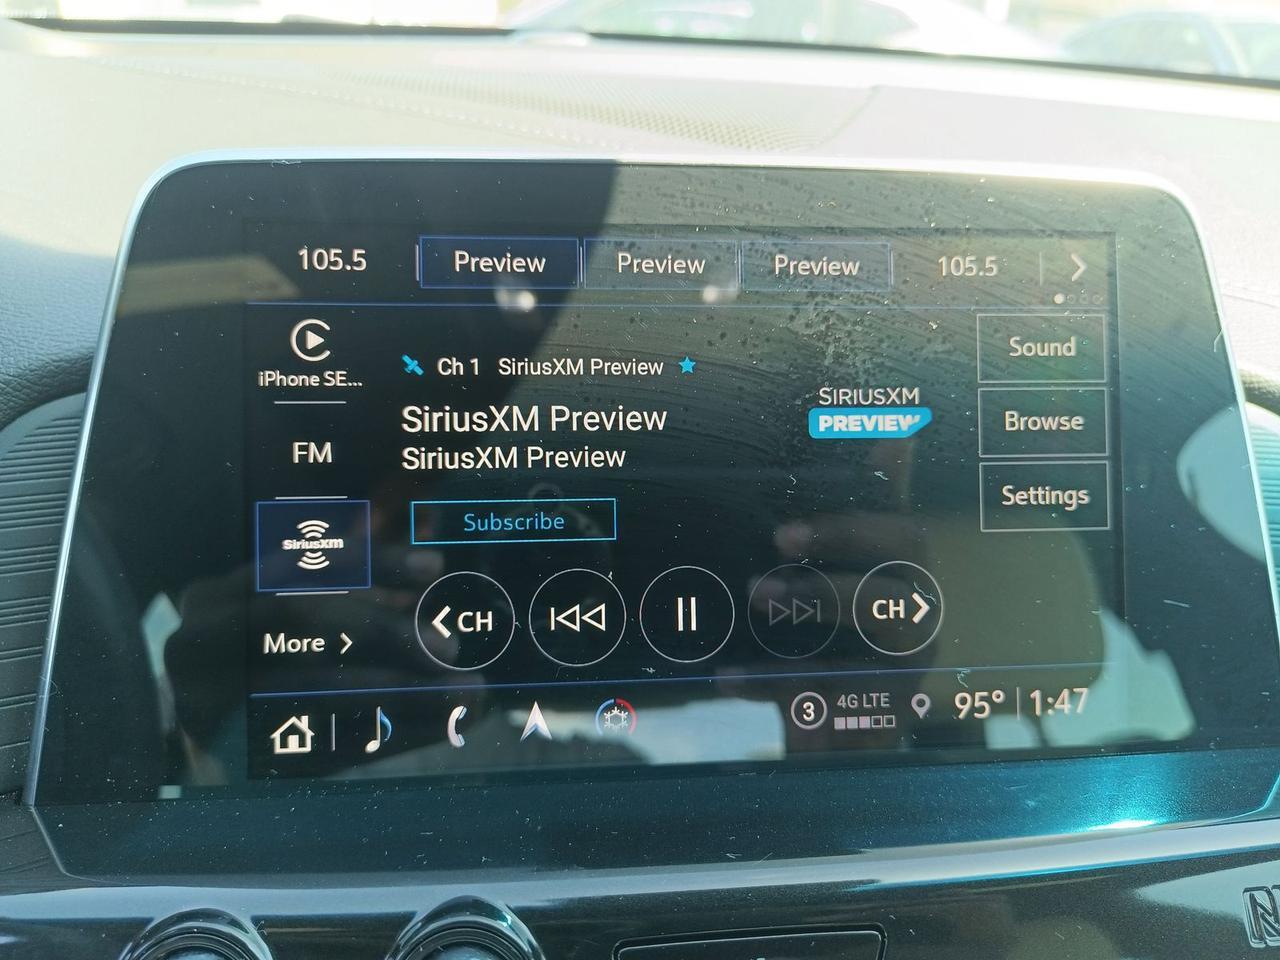 105.5 Preview Preview Preview 105.5
iPhone SE...
FM
SiriusXM
More
Ch 1 SiriusXM Preview
SiriusXM Preview
SiriusXM Preview
Subscribe
SIRIUSXM
PREVIEW
Sound
Browse
Settings
CH
CH
3 4G LTE 95° 1:47